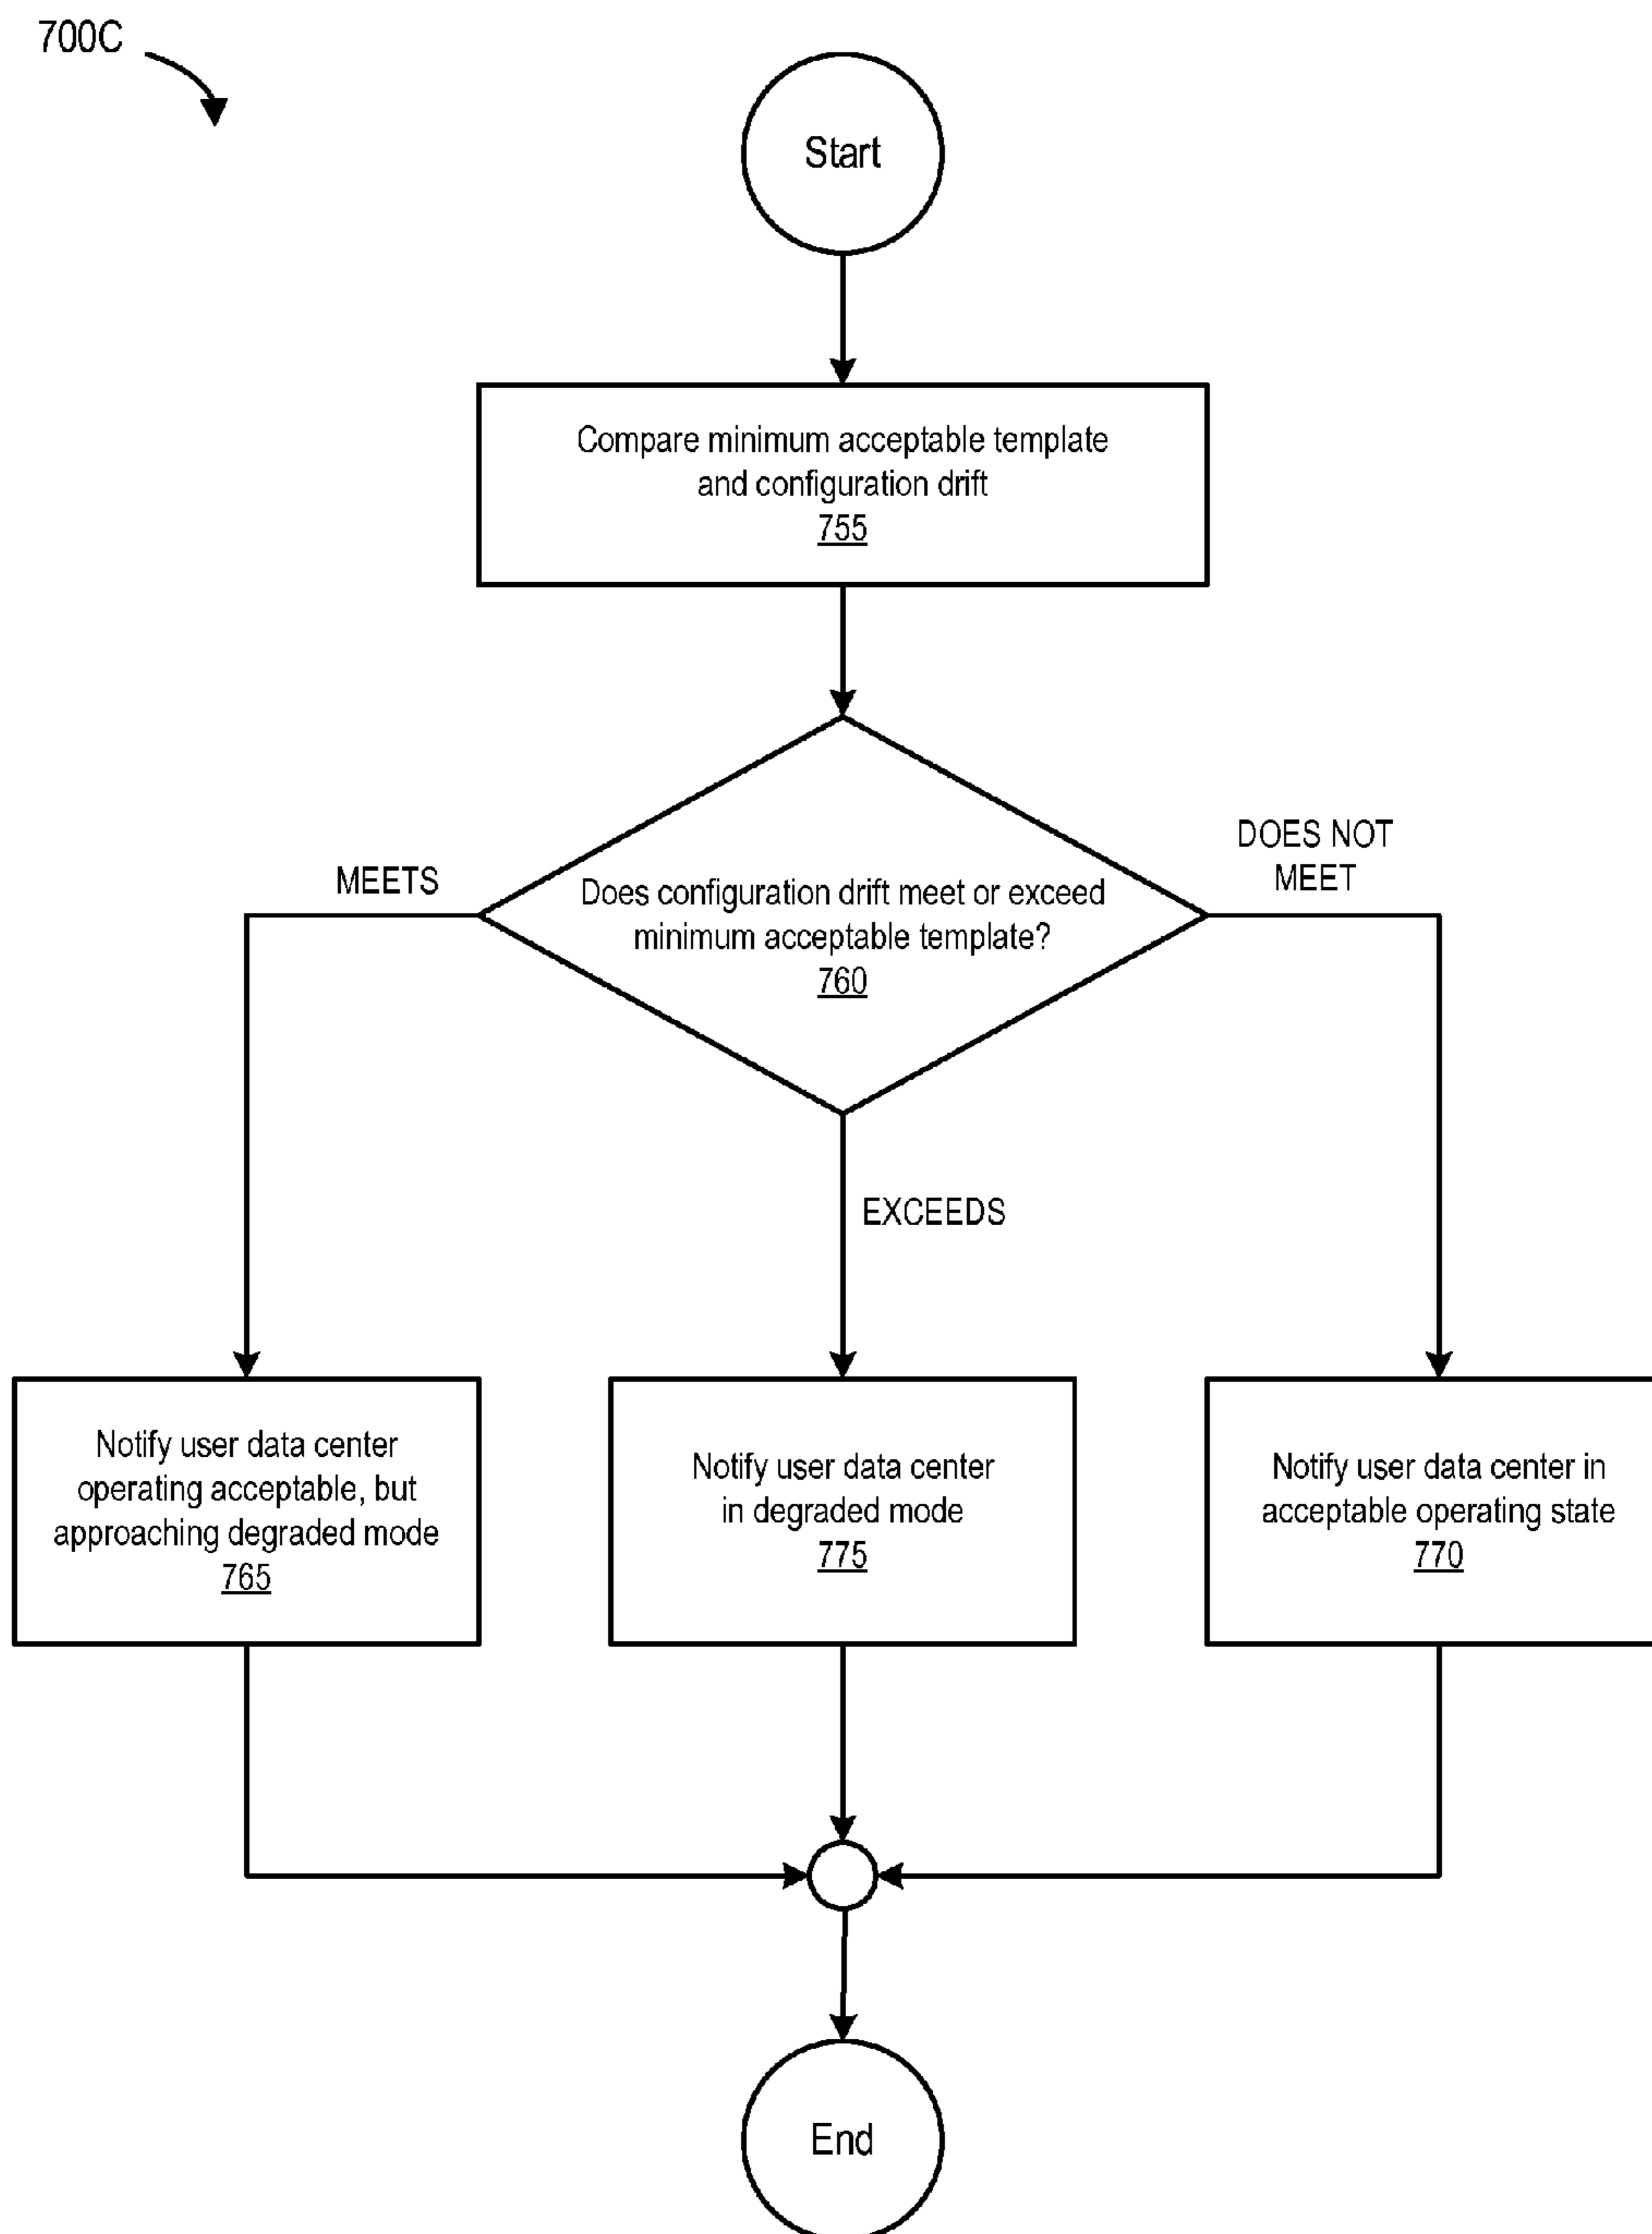 700C
Start
Compare minimum acceptable template
and configuration drift
755
MEETS
DOES NOT
MEET
Does configuration drift meet or exceed
minimum acceptable template?
760
EXCEEDS
Notify user data center
operating acceptable, but
approaching degraded mode
765
Notify user data center
in degraded mode
775
Notify user data center in
acceptable operating state
770
End